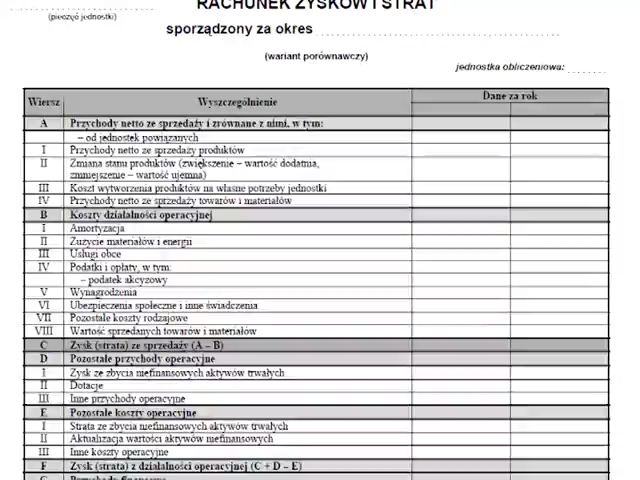 RACHUNEK ZYSKÓW I STRAT
(pieczęć jednostki)
sporządzony za okres
(wariant porównawczy)
jednostka obliczeniowa:
Wiersz Wyszczególnienie Dane za rok
A Przychody netto ze sprzedaży i zrównane z nimi, w tym:
– od jednostek powiązanych
I Przychody netto ze sprzedaży produktów
II Zmiana stanu produktów (zwiększenie – wartość dodatnia,
zmniejszenie – wartość ujemna)
III Koszt wytworzenia produktów na własne potrzeby jednostki
IV Przychody netto ze sprzedaży towarów i materiałów
B Koszty działalności operacyjnej
I Amortyzacja
II Zużycie materiałów i energii
III Usługi obce
IV Podatki i opłaty, w tym:
– podatek akcyzowy
V Wynagrodzenia
VI Ubezpieczenia społeczne i inne świadczenia
VII Pozostałe koszty rodzajowe
VIII Wartość sprzedanych towarów i materiałów
C Zysk (strata) ze sprzedaży (A – B)
D Pozostałe przychody operacyjne
I Zysk ze zbycia niefinansowych aktywów trwałych
II Dotacje
III Inne przychody operacyjne
E Pozostałe koszty operacyjne
I Strata ze zbycia niefinansowych aktywów trwałych
II Aktualizacja wartości aktywów niefinansowych
III Inne koszty operacyjne
F Zysk (strata) z działalności operacyjnej (C + D – E)
G Przychody finansowe